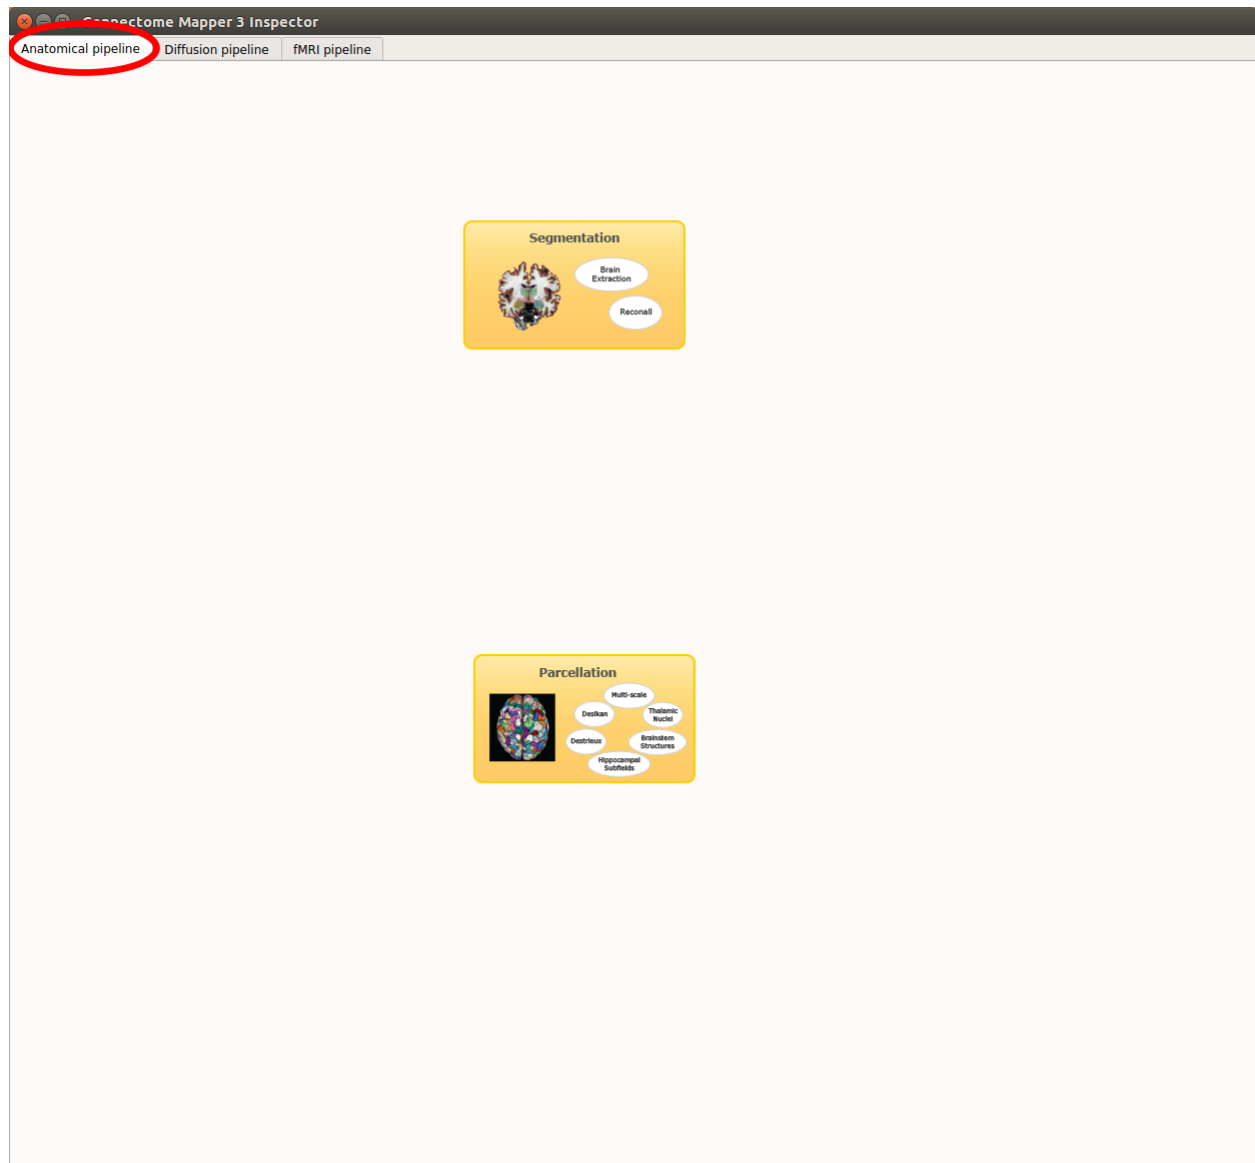 Connectome Mapper 3 Inspector
Anatomical pipeline
Diffusion pipeline
fMRI pipeline
Segmentation
Brain
Extraction
Reconall
Parcellation
Multi-scale
Desikan
Thalamic
Nuclei
Destrieux
Brainstem
Structures
Hippocampal
Subfields